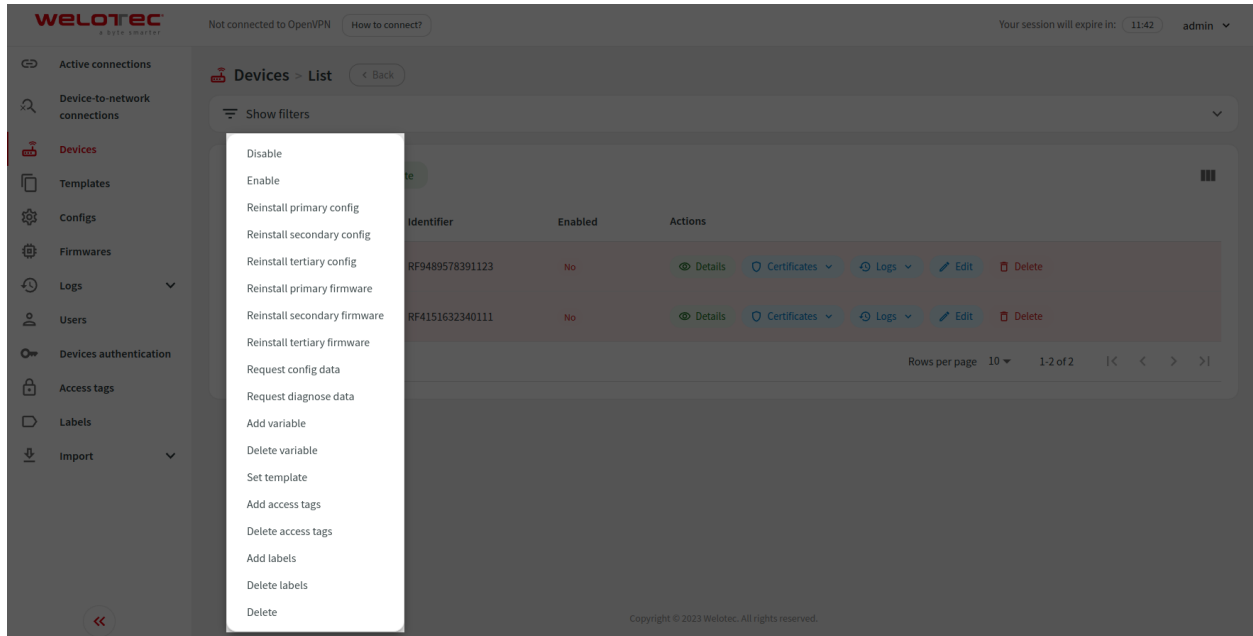 welotec
a byte smarter
Not connected to OpenVPN
How to connect?
Your session will expire in:
11:42
admin
Active connections
Device-to-network
connections
Devices
Templates
Configs
Firmwares
Logs
Users
Devices authentication
Access tags
Labels
Import
Devices > List
< Back
Show filters
te
Disable
Enable
Reinstall primary config
Reinstall secondary config
Reinstall tertiary config
Reinstall primary firmware
Reinstall secondary firmware
Reinstall tertiary firmware
Request config data
Request diagnose data
Add variable
Delete variable
Set template
Add access tags
Delete access tags
Add labels
Delete labels
Delete
Identifier Enabled Actions
RF9489578391123 No Details Certificates Logs Edit Delete
RF4151632340111 No Details Certificates Logs Edit Delete
Rows per page 10 1-2 of 2
Copyright © 2023 Welotec. All rights reserved.